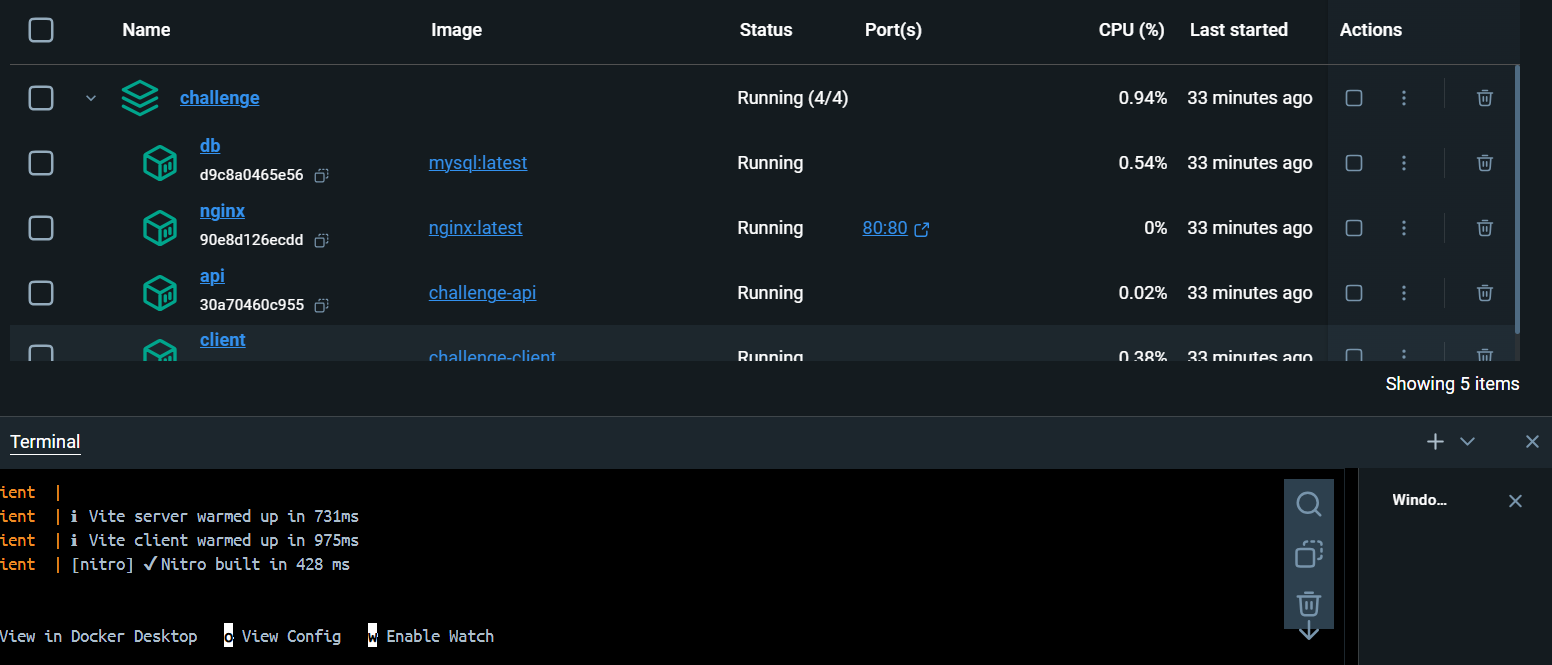 Name Image Status Port(s) CPU (%) Last started Actions
challenge Running (4/4) 0.94% 33 minutes ago
db
d9c8a0465e56 mysql:latest Running 0.54% 33 minutes ago
nginx
90e8d126ecdd nginx:latest Running 80:80 0% 33 minutes ago
api
30a70460c955 challenge-api Running 0.02% 33 minutes ago
client
challenge-client Running 0.38% 33 minutes ago
Showing 5 items
Terminal
Windo...
ient |
ient | ℹ Vite server warmed up in 731ms
ient | ℹ Vite client warmed up in 975ms
ient | [nitro] ✓ Nitro built in 428 ms
View in Docker Desktop o View Config w Enable Watch